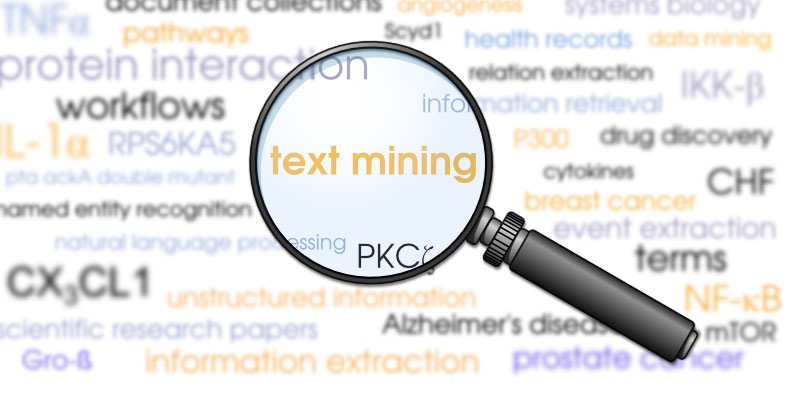 document collections
angiogenesis
systems biology
TNFα
pathways
Scyd1
health records
data mining
protein interaction
relation extraction
IKK-β
workflows
information retrieval
IL-1α
RPS6KA5
P300
drug discovery
text mining
pta ackA double mutant
cytokines
CHF
named entity recognition
breast cancer
event extraction
natural language processing
PKCζ
terms
CX3CL1
unstructured information
NF-κB
scientific research papers
Alzheimer's disease
mTOR
Gro-ß
information extraction
prostate cancer